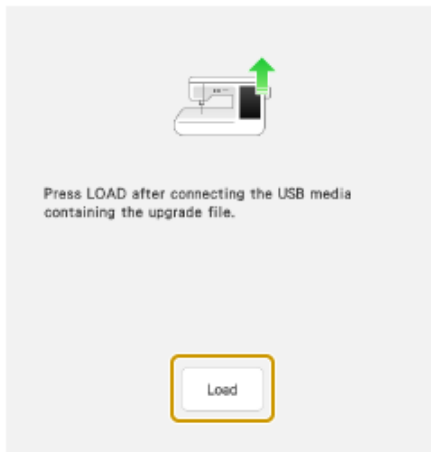 Press LOAD after connecting the USB media
containing the upgrade file.
Load